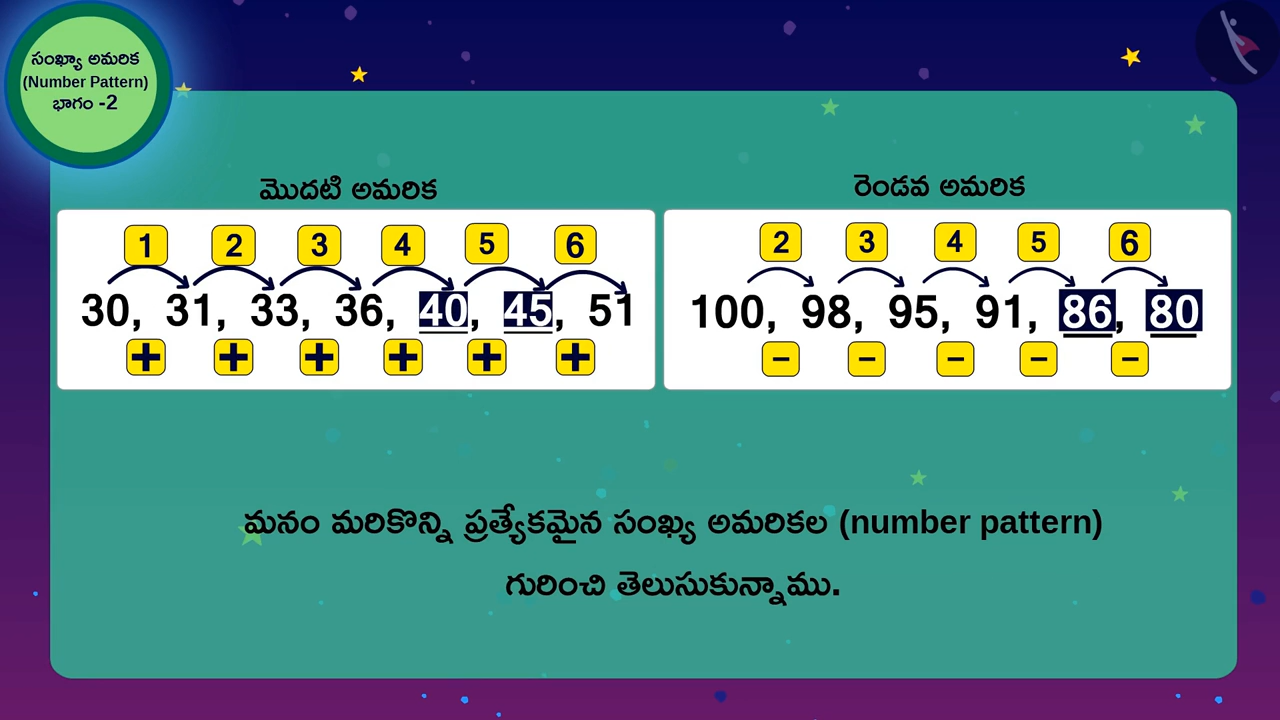 సంఖ్యా అమరిక
(Number Pattern)
భాగం -2
మొదటి అమరిక
1 2 3 4 5 6
30, 31, 33, 36, 40, 45, 51
+ + + + + +
రెండవ అమరిక
2 3 4 5 6
100, 98, 95, 91, 86, 80
− − − − −
మనం మరికొన్ని ప్రత్యేకమైన సంఖ్య అమరికల (number pattern)
గురించి తెలుసుకున్నాము.